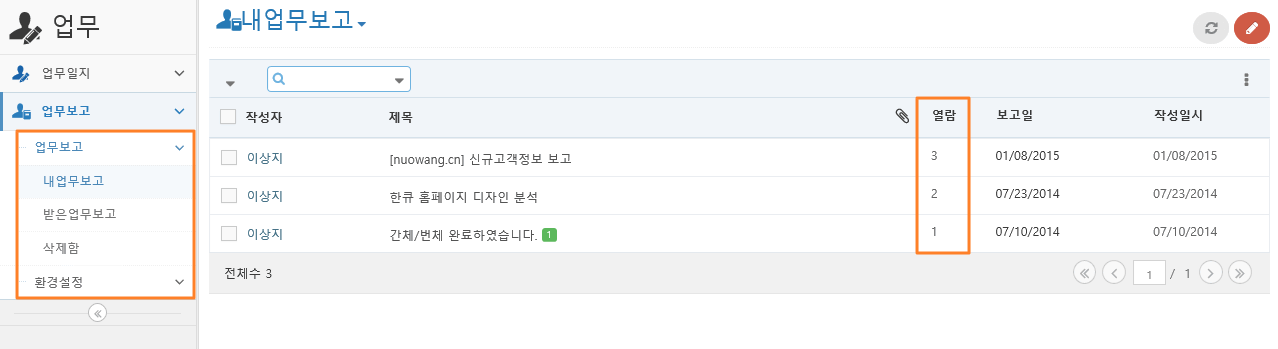 업무
업무일지
업무보고
업무보고
내업무보고
받은업무보고
삭제함
환경설정
내업무보고
작성자 제목 열람 보고일 작성일시
이상지 [nuowang.cn] 신규고객정보 보고 3 01/08/2015 01/08/2015
이상지 한큐 홈페이지 디자인 분석 2 07/23/2014 07/23/2014
이상지 간체/번체 완료하였습니다. 1 1 07/10/2014 07/10/2014
전체수 3 1 / 1